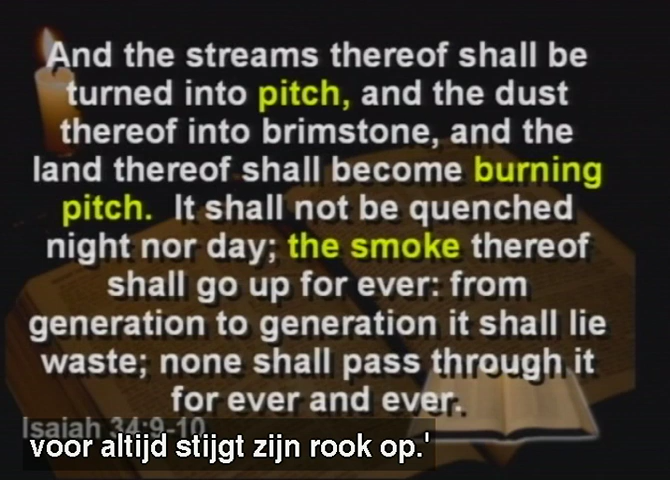 And the streams thereof shall be
turned into pitch, and the dust
thereof into brimstone, and the
land thereof shall become burning
pitch. It shall not be quenched
night nor day; the smoke thereof
shall go up for ever: from
generation to generation it shall lie
waste; none shall pass through it
for ever and ever.
Isaiah 34:9-10
voor altijd stijgt zijn rook op.'